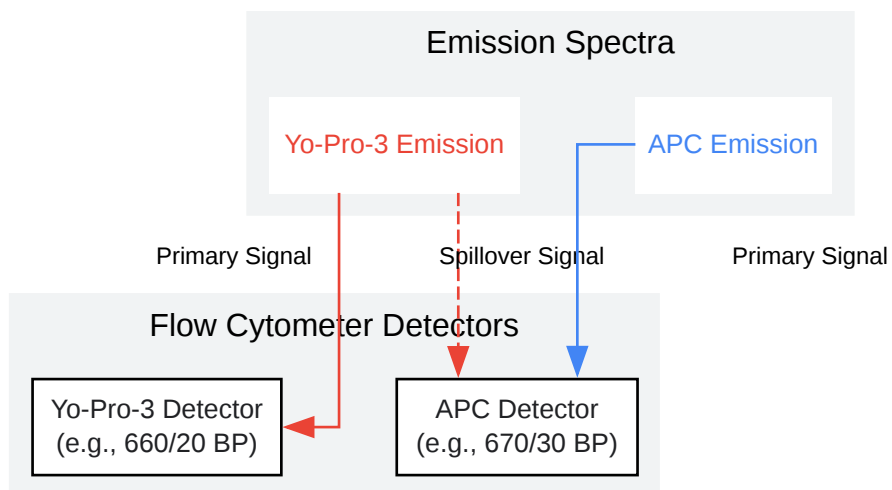 Emission Spectra
Yo-Pro-3 Emission
APC Emission
Primary Signal
Spillover Signal
Primary Signal
Flow Cytometer Detectors
Yo-Pro-3 Detector
(e.g., 660/20 BP)
APC Detector
(e.g., 670/30 BP)